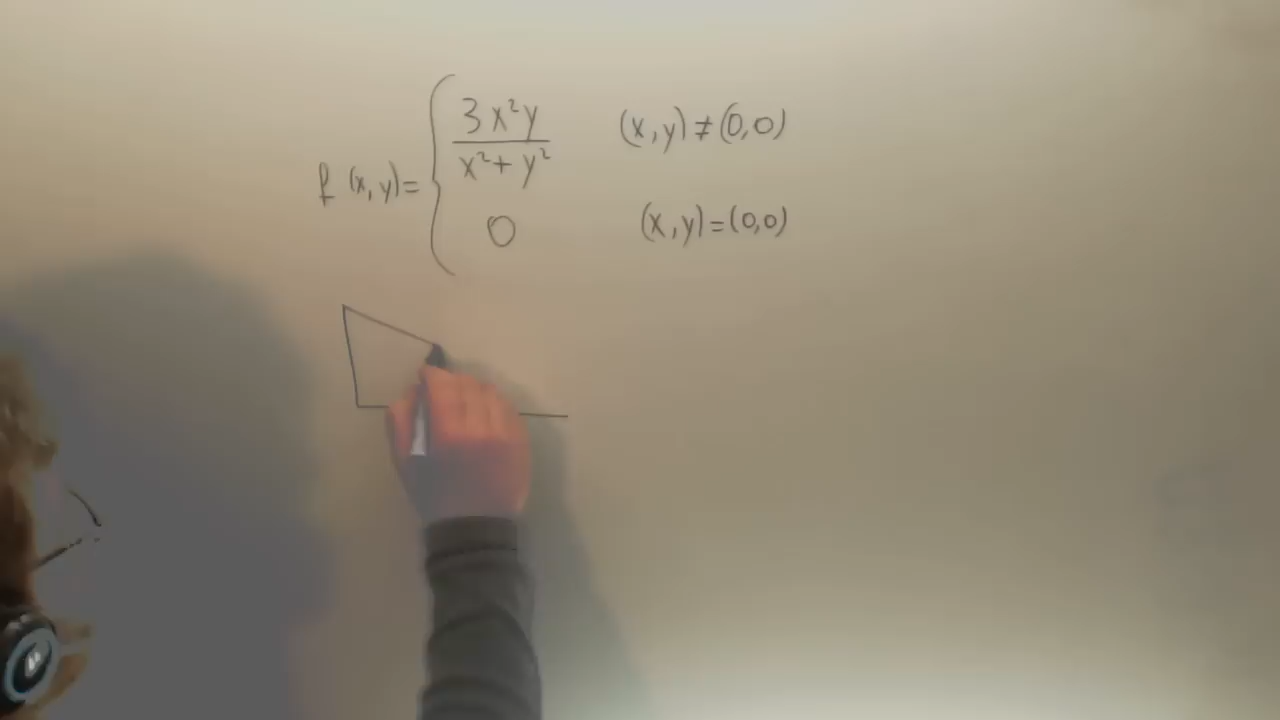 3x²y / x²+y² (x,y)≠(0,0)
f(x,y)={
0 (x,y)=(0,0)